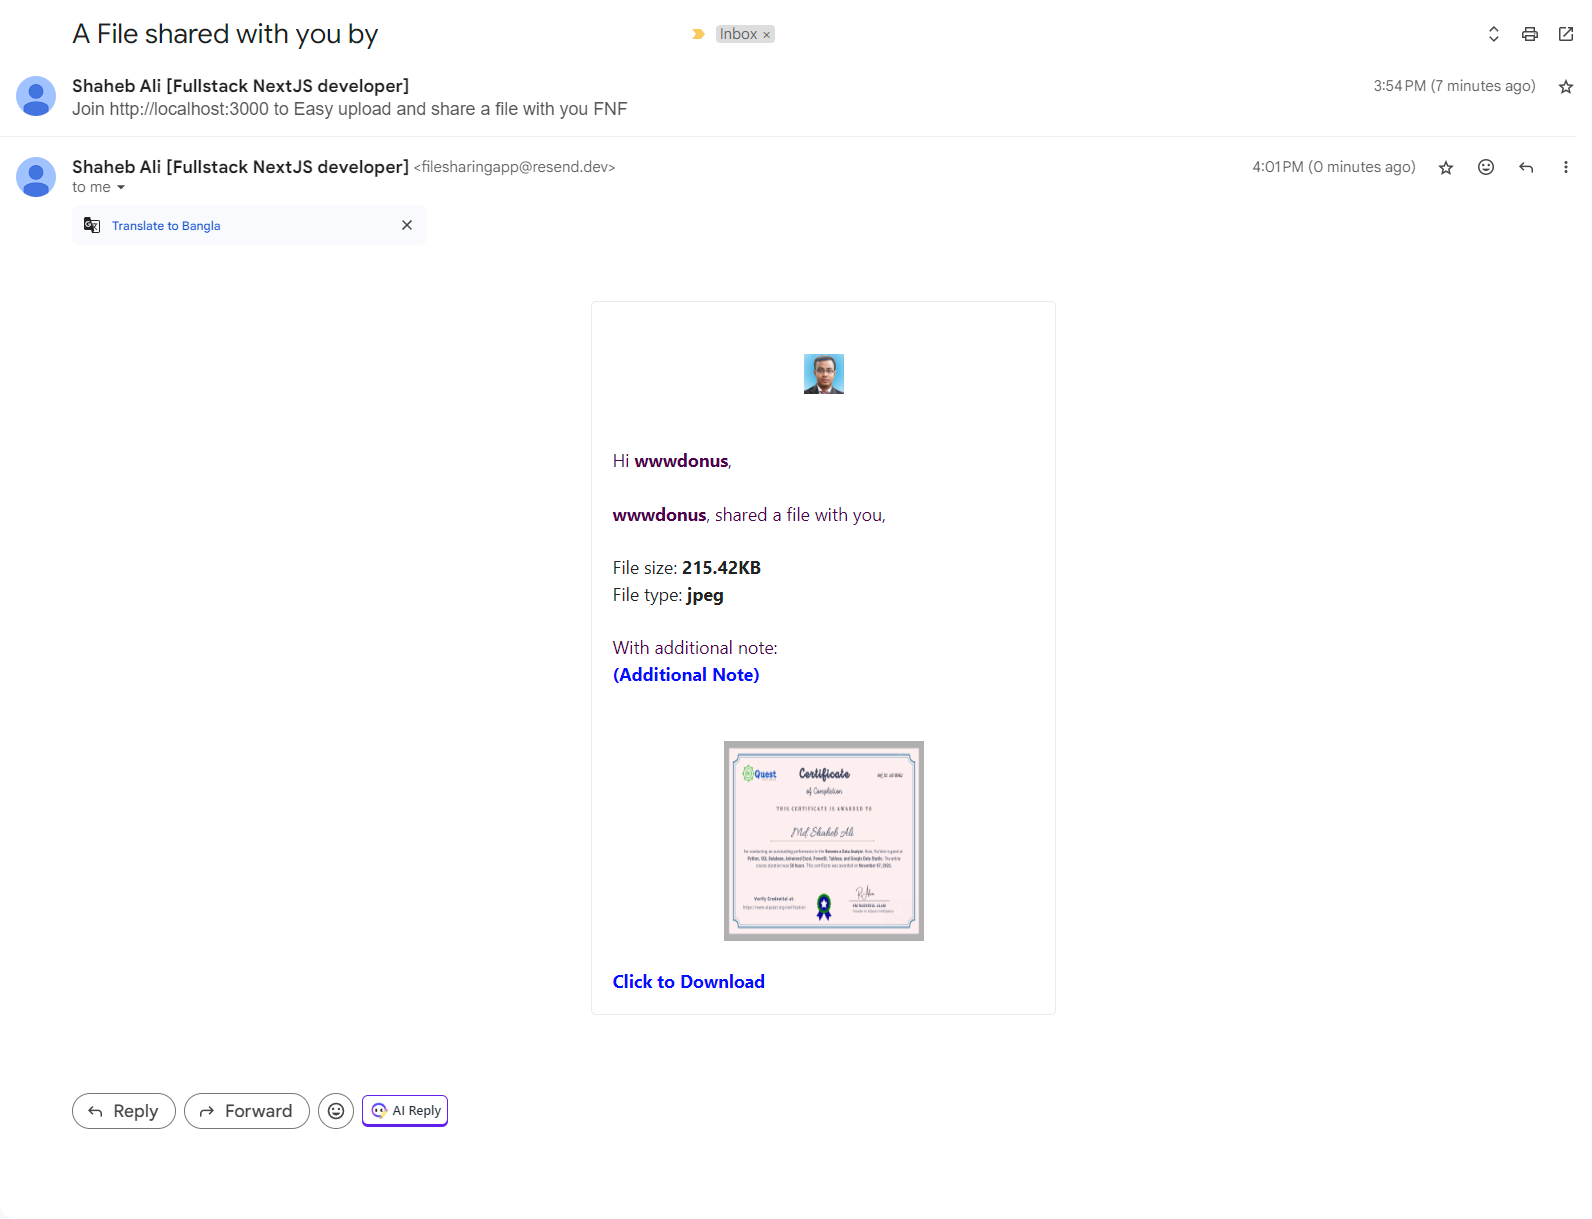 A File shared with you by
Inbox ×
Shaheb Ali [Fullstack NextJS developer]
3:54 PM (7 minutes ago)
Join http://localhost:3000 to Easy upload and share a file with you FNF
Shaheb Ali [Fullstack NextJS developer] <filesharingapp@resend.dev>
4:01 PM (0 minutes ago)
to me
Translate to Bangla
Hi wwwdonus,
wwwdonus, shared a file with you,
File size: 215.42KB
File type: jpeg
With additional note:
(Additional Note)
Quest
Certificate
of Completion
THIS CERTIFICATE IS AWARDED TO
Md. Shaheb Ali
Verify Credential at
Click to Download
Reply
Forward
AI Reply